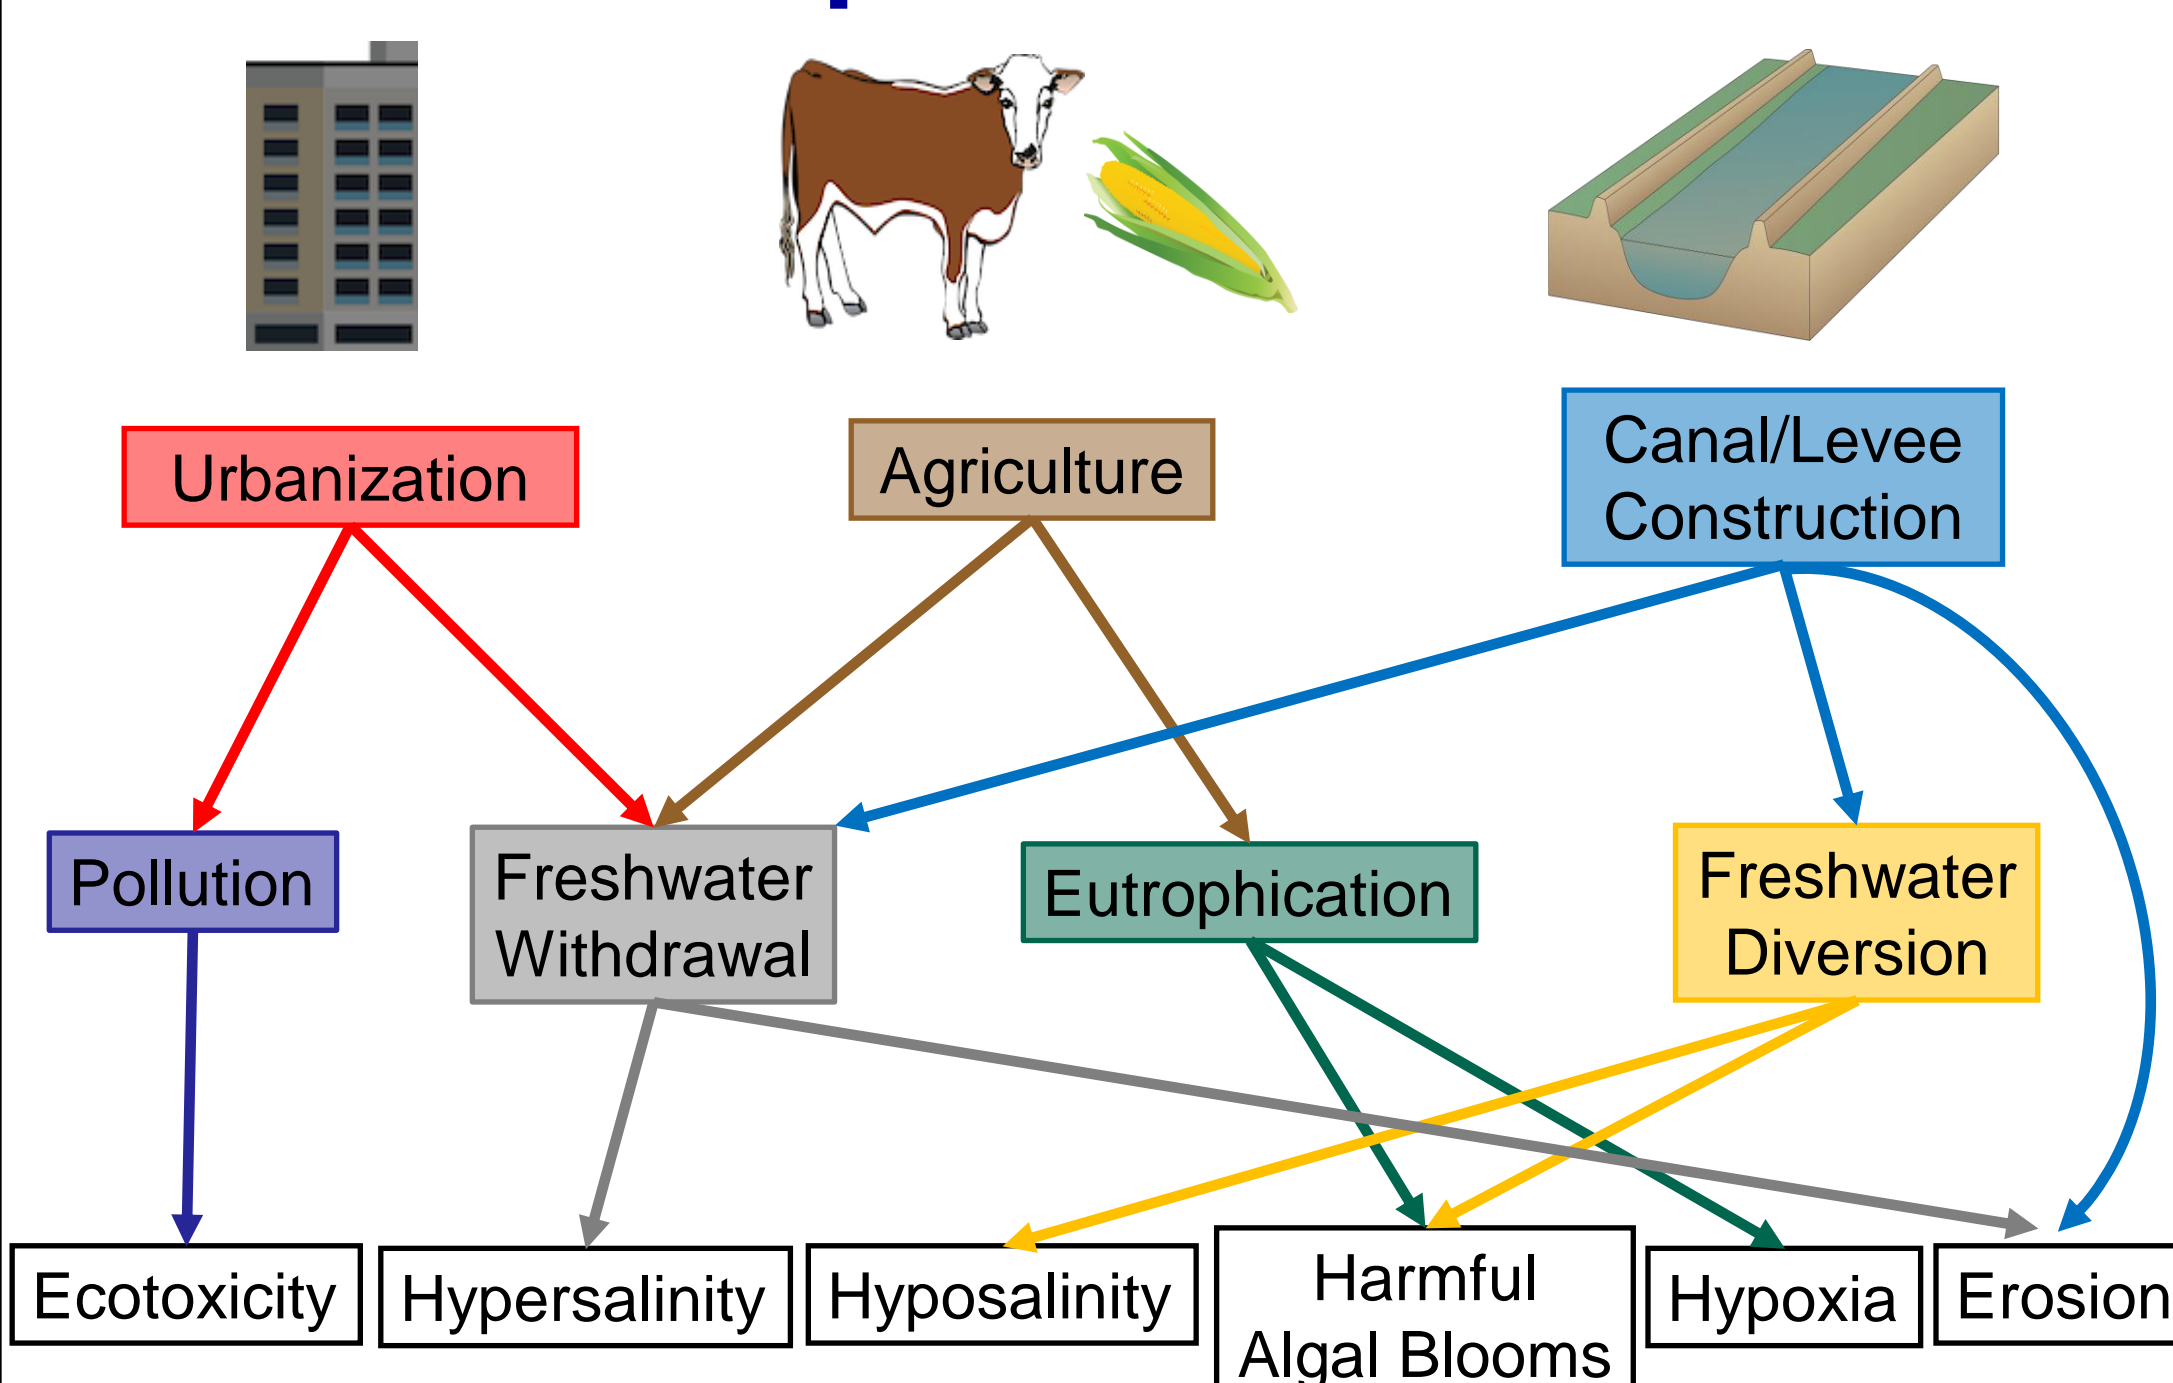 Urbanization
Agriculture
Canal/Levee
Construction
Pollution
Freshwater
Withdrawal
Eutrophication
Freshwater
Diversion
Ecotoxicity
Hypersalinity
Hyposalinity
Harmful
Algal Blooms
Hypoxia
Erosion